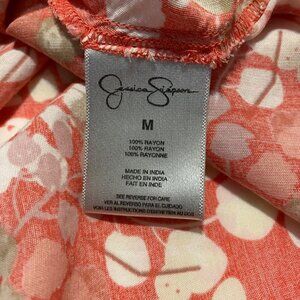 Jessica Simpson
M
100% RAYON
100% RAYON
100% RAYONNE
MADE IN INDIA
HECHO EN INDIA
FAIT EN INDE
SEE REVERSE FOR CARE
VER AL REVERSO PARA EL CUIDADO
VOIR LES INSTRUCTIONS D'ENTRETIEN AU DOS